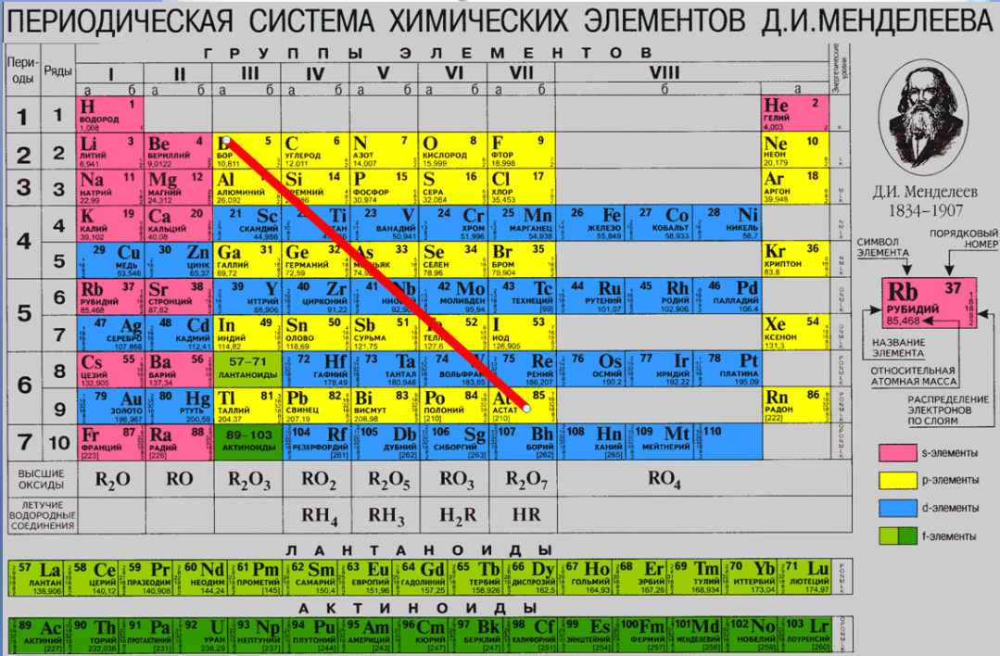 ПЕРИОДИЧЕСКАЯ СИСТЕМА ХИМИЧЕСКИХ ЭЛЕМЕНТОВ Д.И.МЕНДЕЛЕЕВА
ГРУППЫ ЭЛЕМЕНТОВ
Пери-оды Ряды I II III IV V VI VII VIII Энергетические уровни
а б а б а б а б а б а б а б б а
1 1 H 1 He 2
ВОДОРОД ГЕЛИЙ
1,008 4,003
2 2 Li 3 Be 4 5 C 6 N 7 O 8 F 9 Ne 10
ЛИТИЙ БЕРИЛЛИЙ БОР УГЛЕРОД АЗОТ КИСЛОРОД ФТОР НЕОН
6,941 9,0122 10,811 12,011 14,007 15,999 18,998 20,179
3 3 Na 11 Mg 12 Al Si 14 P 15 S 16 Cl 17 Ar 18
НАТРИЙ МАГНИЙ АЛЮМИНИЙ ФОСФОР СЕРА ХЛОР АРГОН
22,99 24,312 26,092 30,974 32,064 35,453 39,948
4 4 K 19 Ca 20 21 Sc Ti 23 V 24 Cr 25 Mn 26 Fe 27 Co 28 Ni
КАЛИЙ КАЛЬЦИЙ СКАНДИЙ ВАНАДИЙ ХРОМ МАРГАНЕЦ ЖЕЛЕЗО КОБАЛЬТ НИКЕЛЬ
39,102 40,08 44,956 50,941 51,996 54,938 55,849 58,933 58,7
5 29 Cu 30 Zn Ga 31 Ge 32 As 33 Se 34 Br 35 Kr 36
МЕДЬ ЦИНК ГАЛЛИЙ ГЕРМАНИЙ СЕЛЕН БРОМ КРИПТОН
63,546 65,37 69,72 72,59 78,96 79,904 83,8
5 6 Rb 37 Sr 38 39 Y 40 Zr 41 Nb 42 Mo 43 Tc 44 Ru 45 Rh 46 Pd
РУБИДИЙ СТРОНЦИЙ ИТТРИЙ ЦИРКОНИЙ МОЛИБДЕН ТЕХНЕЦИЙ РУТЕНИЙ РОДИЙ ПАЛЛАДИЙ
85,468 87,62 88,906 91,22 95,94 [99] 101,07 102,906 106,4
7 47 Ag 48 Cd In 49 Sn 50 Sb 51 52 I 53 Xe 54
СЕРЕБРО КАДМИЙ ИНДИЙ ОЛОВО СУРЬМА ИОД КСЕНОН
107,868 112,41 114,82 118,69 121,75 127,6 126,905 131,3
6 8 Cs 55 Ba 56 57–71 72 Hf 73 Ta 74 75 Re 76 Os 77 Ir 78 Pt
ЦЕЗИЙ БАРИЙ ЛАНТАНОИДЫ ГАФНИЙ ТАНТАЛ ВОЛЬФРАМ РЕНИЙ ОСМИЙ ИРИДИЙ ПЛАТИНА
132,905 137,34 178,49 180,948 183,85 186,207 190,2 192,22 195,09
9 79 Au 80 Hg Tl 81 Pb 82 Bi 83 Po 84 At 85 Rn 86
ЗОЛОТО РТУТЬ ТАЛЛИЙ СВИНЕЦ ВИСМУТ ПОЛОНИЙ АСТАТ РАДОН
196,967 200,59 204,37 207,19 208,98 [210] [210] [222]
7 10 Fr 87 Ra 88 89–103 104 Rf 105 Db 106 Sg 107 Bh 108 Hn 109 Mt 110
ФРАНЦИЙ РАДИЙ АКТИНОИДЫ РЕЗЕРФОРДИЙ ДУБНИЙ СИБОРГИЙ БОРИЙ ХАНИЙ МЕЙТНЕРИЙ
[223] [226] [261] [262] [263] [262] [265]
ВЫСШИЕ ОКСИДЫ R₂O RO R₂O₃ RO₂ R₂O₅ RO₃ R₂O₇ RO₄
ЛЕТУЧИЕ ВОДОРОДНЫЕ СОЕДИНЕНИЯ RH₄ RH₃ H₂R HR
ЛАНТАНОИДЫ
57 La 58 Ce 59 Pr 60 Nd 61 Pm 62 Sm 63 Eu 64 Gd 65 Tb 66 Dy 67 Ho 68 Er 69 Tm 70 Yb 71 Lu
ЛАНТАН ЦЕРИЙ ПРАЗЕОДИМ НЕОДИМ ПРОМЕТИЙ САМАРИЙ ЕВРОПИЙ ГАДОЛИНИЙ ТЕРБИЙ ДИСПРОЗИЙ ГОЛЬМИЙ ЭРБИЙ ТУЛИЙ ИТТЕРБИЙ ЛЮТЕЦИЙ
138,906 140,12 140,908 144,24 [145] 150,4 151,96 157,25 158,926 162,5 164,93 167,26 168,934 173,04 174,97
АКТИНОИДЫ
89 Ac 90 Th 91 Pa 92 U 93 Np 94 Pu 95 Am 96 Cm 97 Bk 98 Cf 99 Es 100 Fm 101 Md 102 No 103 Lr
АКТИНИЙ ТОРИЙ ПРОТАКТИНИЙ УРАН НЕПТУНИЙ ПЛУТОНИЙ АМЕРИЦИЙ КЮРИЙ БЕРКЛИЙ КАЛИФОРНИЙ ЭЙНШТЕЙНИЙ ФЕРМИЙ МЕНДЕЛЕВИЙ НОБЕЛИЙ ЛОУРЕНСИЙ
[227] 232,038 [231] 238,29 [237] [244] [243] [247] [247] [251] [254] [257] [258] [259] [260]
Д.И. Менделеев
1834–1907
СИМВОЛ ЭЛЕМЕНТА
ПОРЯДКОВЫЙ НОМЕР
Rb 37
РУБИДИЙ
85,468
НАЗВАНИЕ ЭЛЕМЕНТА
ОТНОСИТЕЛЬНАЯ АТОМНАЯ МАССА
РАСПРЕДЕЛЕНИЕ ЭЛЕКТРОНОВ ПО СЛОЯМ
s-элементы
p-элементы
d-элементы
f-элементы